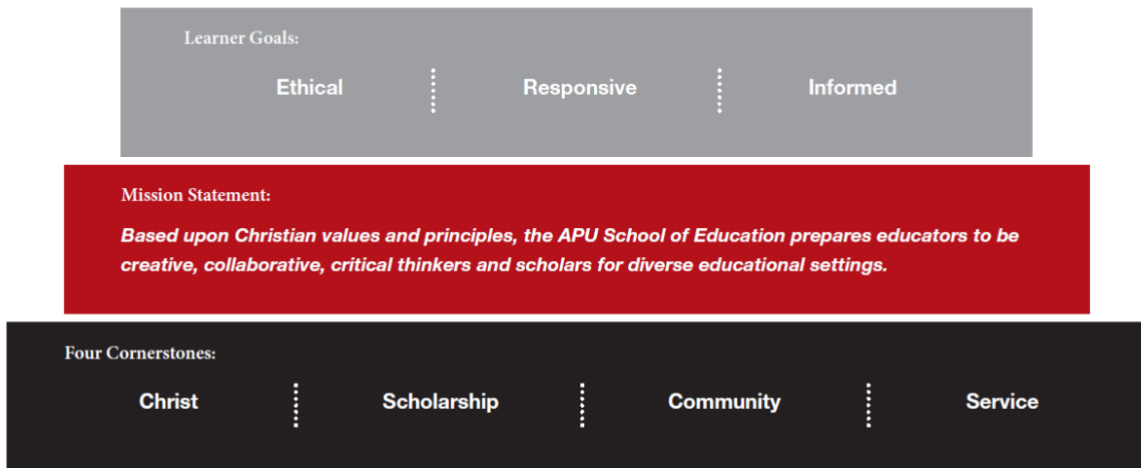 Learner Goals:
Ethical Responsive Informed
Mission Statement:
Based upon Christian values and principles, the APU School of Education prepares educators to be
creative, collaborative, critical thinkers and scholars for diverse educational settings.
Four Cornerstones:
Christ Scholarship Community Service